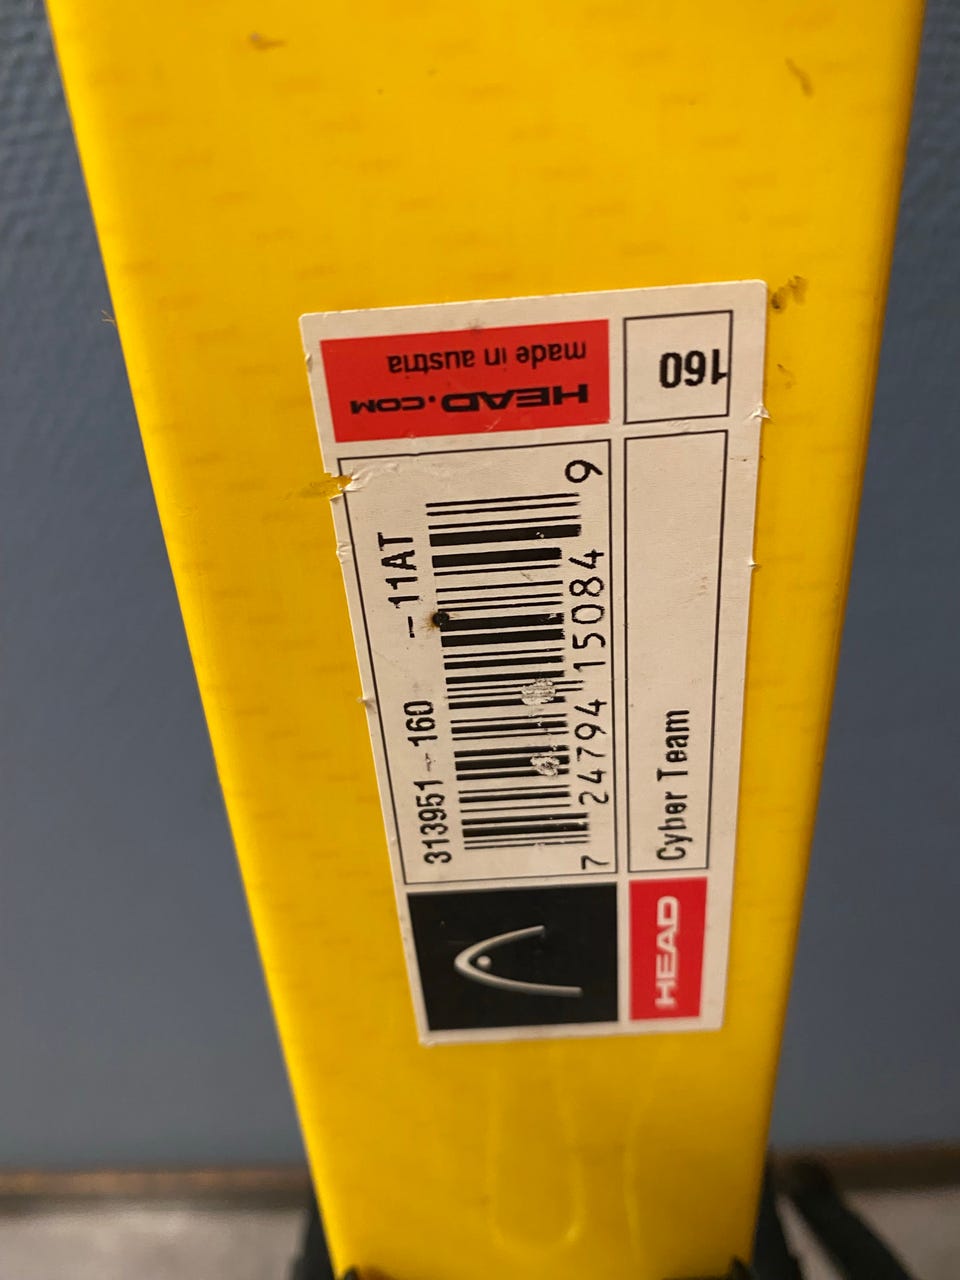 160
made in austria
HEAD.COM
313951-160 -11AT
7 24794 15084 9
Cyber Team
HEAD